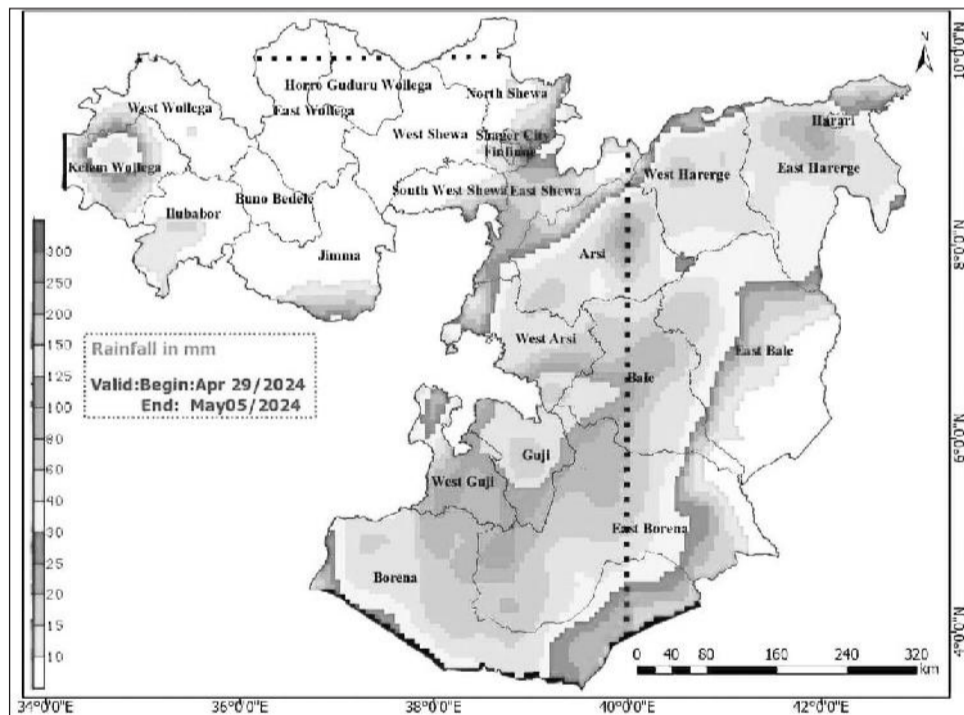 N
10°0'0"N
8°0'0"N
6°0'0"N
4°0'0"N
West Wollega
Horro Guduru Wollega
East Wollega
North Shewa
West Shewa
Shager City
Finfinne
Kelem Wollega
South West Shewa
East Shewa
Buno Bedele
Ilubabor
Jimma
West Harerge
East Harerge
Harari
Arsi
West Arsi
Bale
East Bale
Guji
West Guji
East Borena
Borena
300
250
200
150
125
100
80
60
40
30
20
15
10
Rainfall in mm
Valid:Begin:Apr 29/2024
End: May05/2024
0 40 80 160 240 320
km
34°0'0"E
36°0'0"E
38°0'0"E
40°0'0"E
42°0'0"E